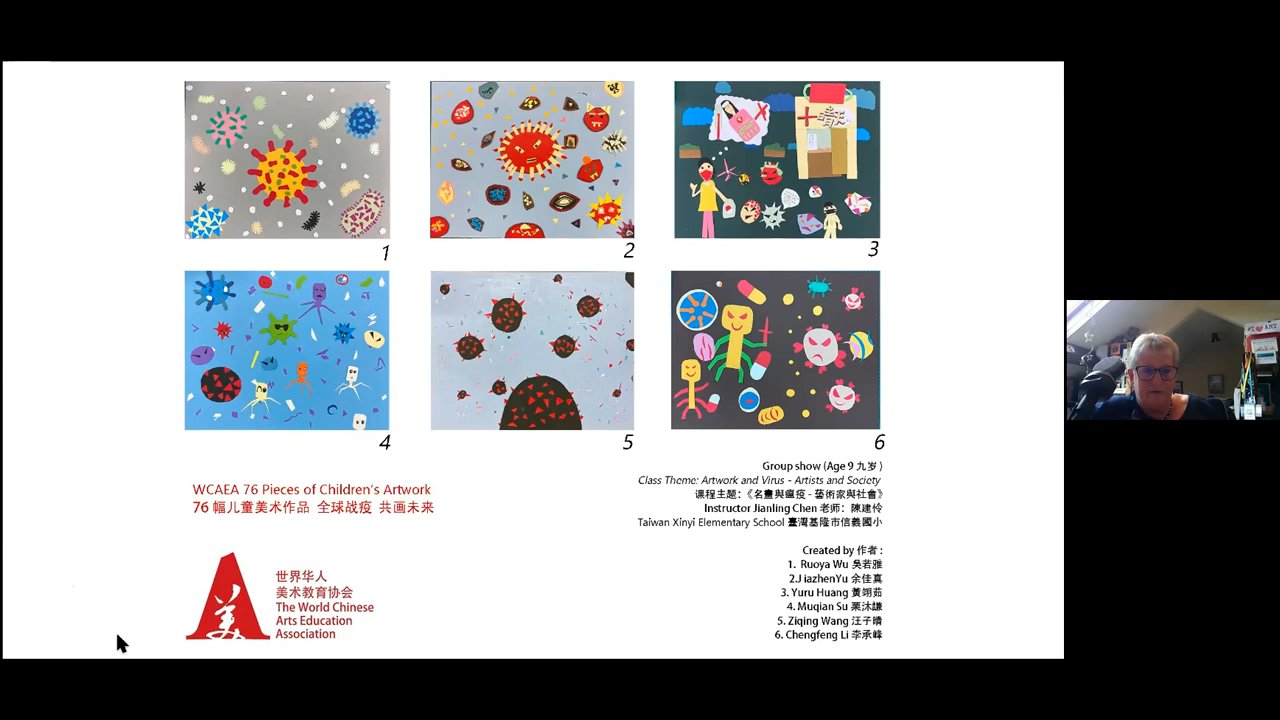 1
2
3
4
5
6
WCAEA 76 Pieces of Children's Artwork
76 幅儿童美术作品 全球战疫 共画未来
Group show (Age 9 九岁 )
Class Theme: Artwork and Virus - Artists and Society
课程主题：《名畫與瘟疫 - 藝術家與社會》
Instructor Jianling Chen 老师：陳建伶
Taiwan Xinyi Elementary School 臺灣基隆市信義國小
Created by 作者 :
1. Ruoya Wu 吳若雅
2.J iazhenYu 余佳真
3. Yuru Huang 黃翊茹
4. Muqian Su 粟沐謙
5. Ziqing Wang 汪子晴
6. Chengfeng Li 李承峰
美
世界华人
美术教育协会
The World Chinese
Arts Education
Association